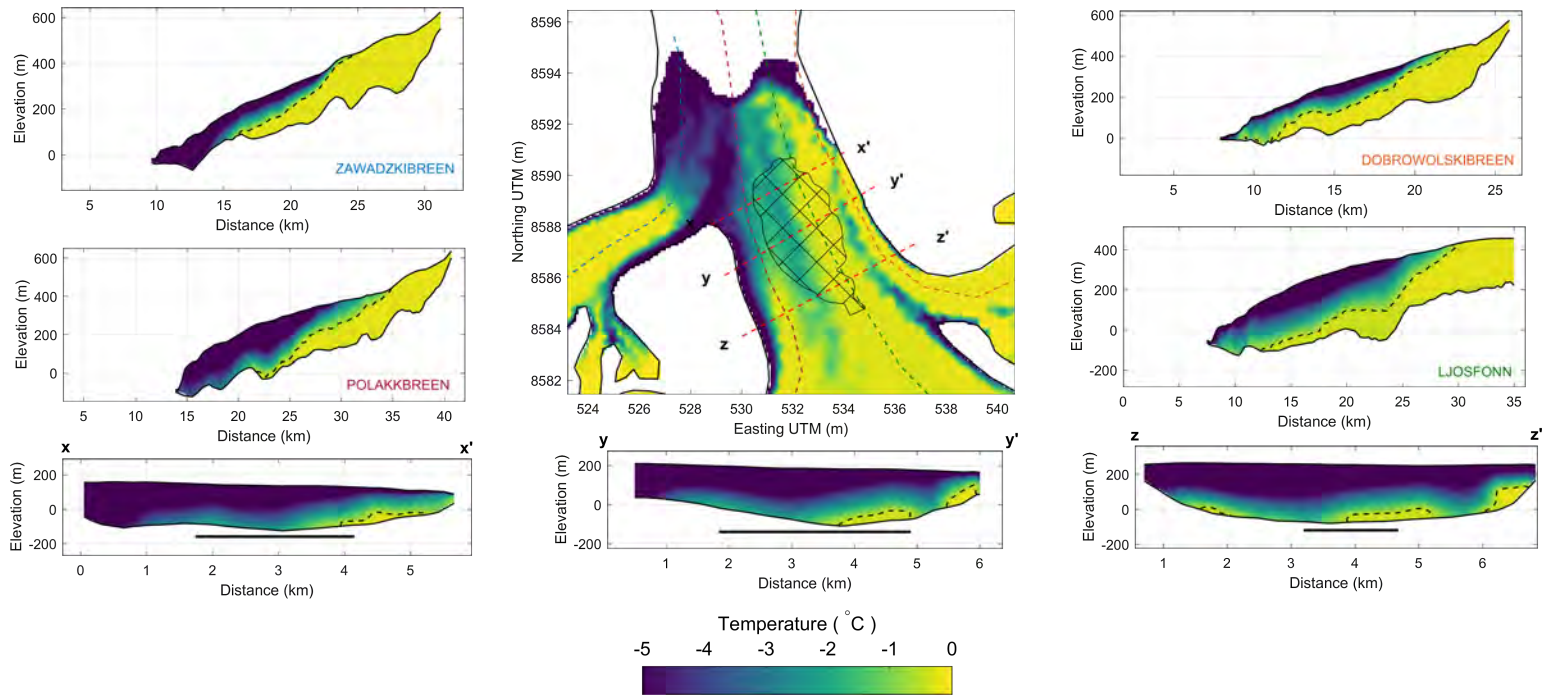 600
400
200
0
Elevation (m)
ZAWADZKIBREEN
5 10 15 20 25 30
Distance (km)
600
400
200
0
Elevation (m)
POLAKKBREEN
5 10 15 20 25 30 35 40
Distance (km)
x x'
200
0
-200
Elevation (m)
0 1 2 3 4 5
Distance (km)
8596
8594
8592
8590
8588
8586
8584
8582
Northing UTM (m)
x'
y'
x
z'
y
z
524 526 528 530 532 534 536 538 540
Easting UTM (m)
y y'
200
0
-200
Elevation (m)
1 2 3 4 5 6
Distance (km)
600
400
200
0
Elevation (m)
DOBROWOLSKIBREEN
5 10 15 20 25
Distance (km)
400
200
0
-200
Elevation (m)
LJOSFONN
0 5 10 15 20 25 30 35
Distance (km)
z z'
200
0
-200
Elevation (m)
1 2 3 4 5 6
Distance (km)
Temperature ( °C )
-5 -4 -3 -2 -1 0